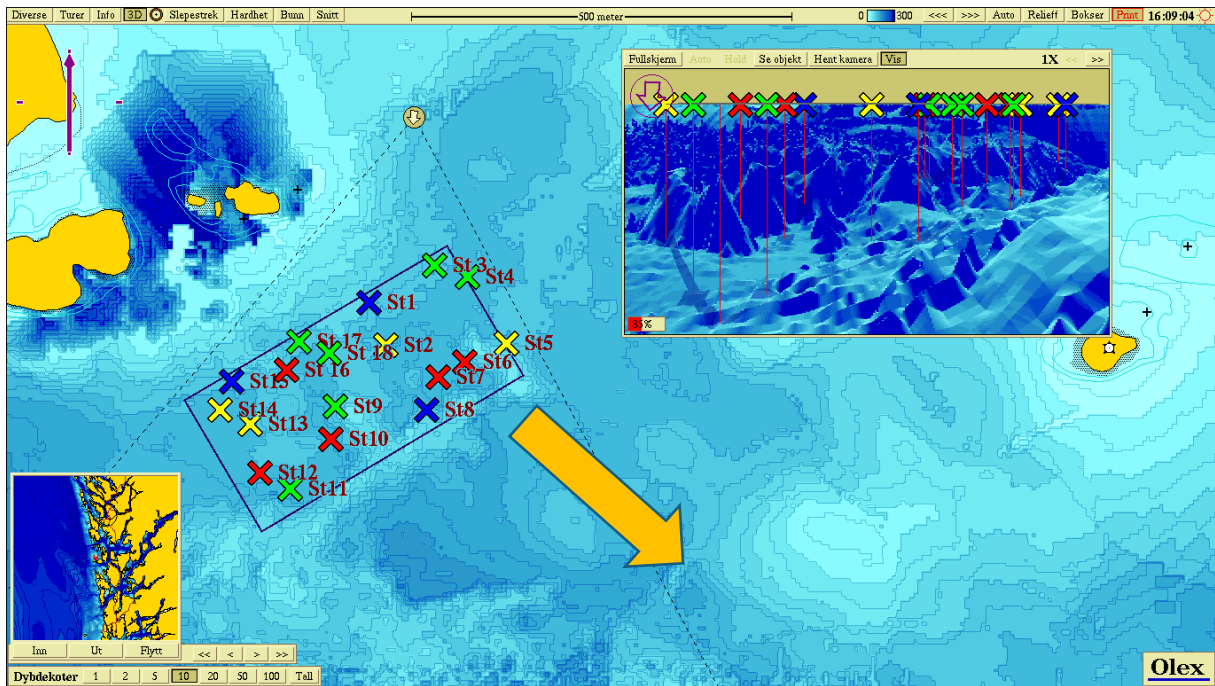 Diverse Turer Info 3D Slepestrek Hardhet Bunn Snitt 500 meter 0 300 <<< >>> Auto Relieff Bokser Print 16:09:04
Fullskjerm Auto Hold Se objekt Hent kamera Vis 1X << >>
35%
St 3
St4
St1
St 17
St2
St5
St 18
St6
St 16
St7
St15
St14
St9
St8
St13
St10
St12
St11
Inn Ut Flytt << < > >>
Dybdekoter 1 2 5 10 20 50 100 Tall
Olex